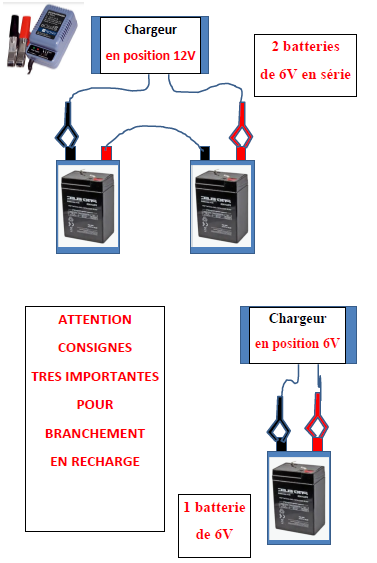 Chargeur
en position 12V
2 batteries
de 6V en série
ATTENTION
CONSIGNES
TRES IMPORTANTES
POUR
BRANCHEMENT
EN RECHARGE
Chargeur
en position 6V
1 batterie
de 6V